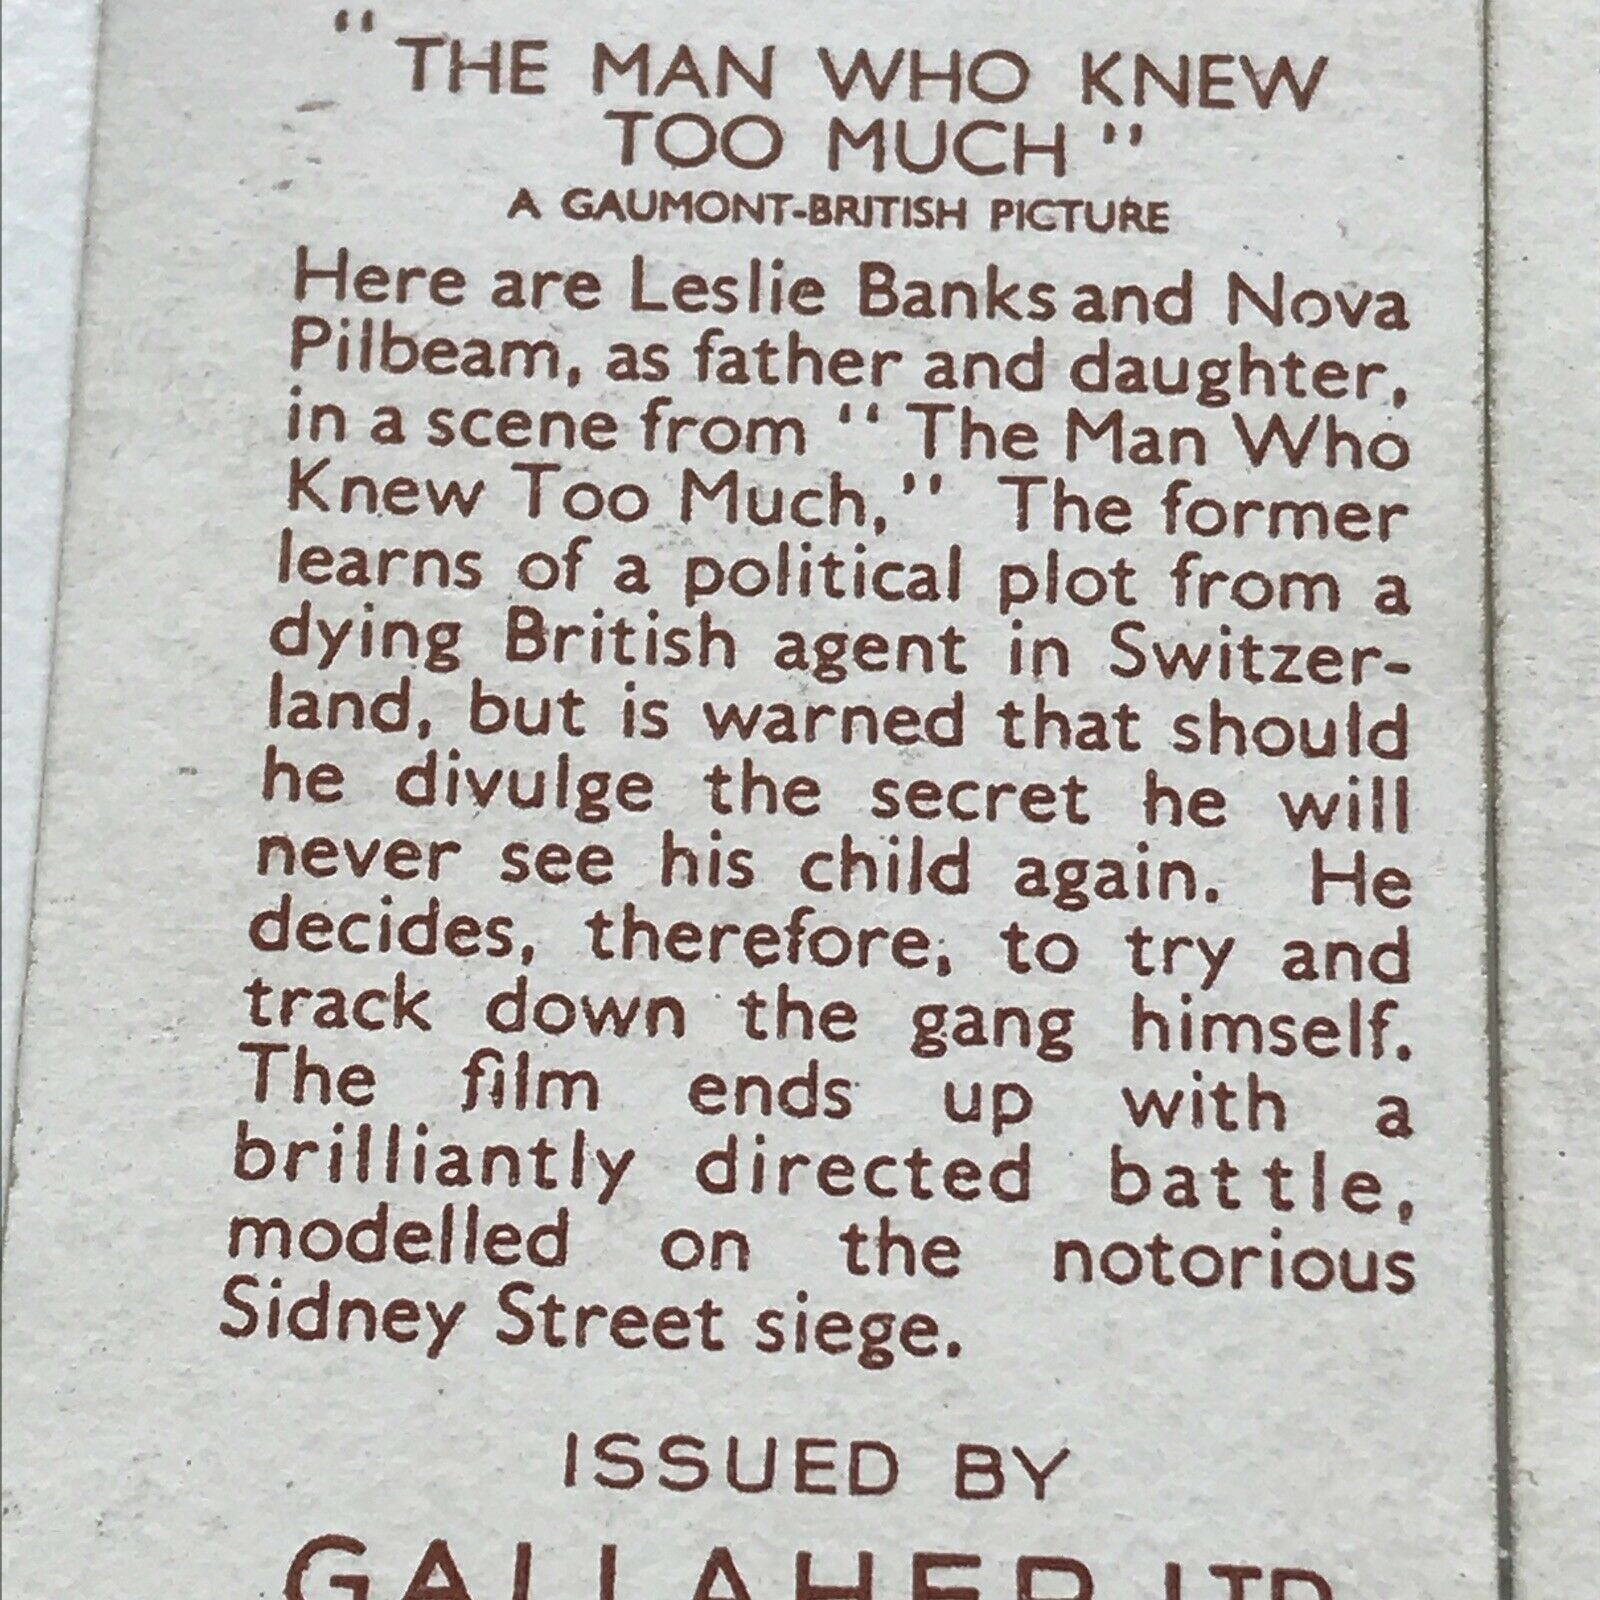 "THE MAN WHO KNEW
TOO MUCH"
A GAUMONT-BRITISH PICTURE
Here are Leslie Banks and Nova
Pilbeam, as father and daughter,
in a scene from "The Man Who
Knew Too Much," The former
learns of a political plot from a
dying British agent in Switzer-
land, but is warned that should
he divulge the secret he will
never see his child again. He
decides, therefore, to try and
track down the gang himself.
The film ends up with a
brilliantly directed battle,
modelled on the notorious
Sidney Street siege.
ISSUED BY
GALLAHER LTD